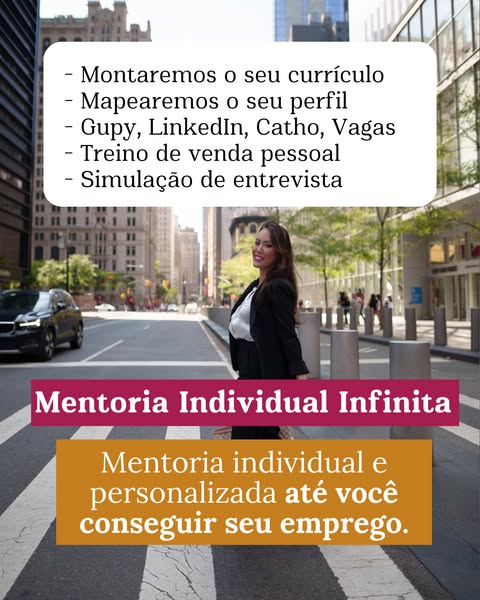 - Montaremos o seu currículo
- Mapearemos o seu perfil
- Gupy, LinkedIn, Catho, Vagas
- Treino de venda pessoal
- Simulação de entrevista
Mentoria Individual Infinita
Mentoria individual e
personalizada até você
conseguir seu emprego.